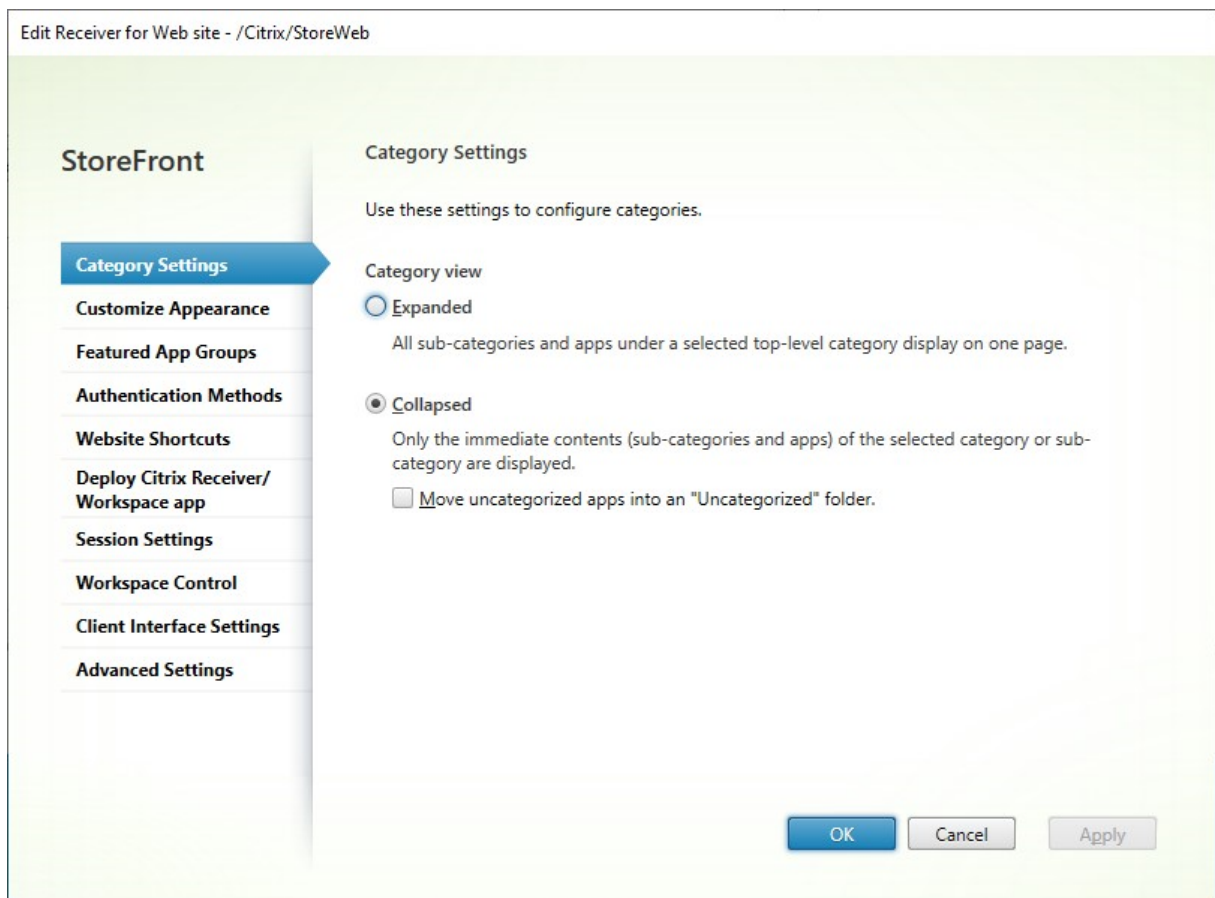 Edit Receiver for Web site - /Citrix/StoreWeb
StoreFront
Category Settings
Customize Appearance
Featured App Groups
Authentication Methods
Website Shortcuts
Deploy Citrix Receiver/
Workspace app
Session Settings
Workspace Control
Client Interface Settings
Advanced Settings
Category Settings
Use these settings to configure categories.
Category view
Expanded
All sub-categories and apps under a selected top-level category display on one page.
Collapsed
Only the immediate contents (sub-categories and apps) of the selected category or sub-
category are displayed.
Move uncategorized apps into an "Uncategorized" folder.
OK
Cancel
Apply